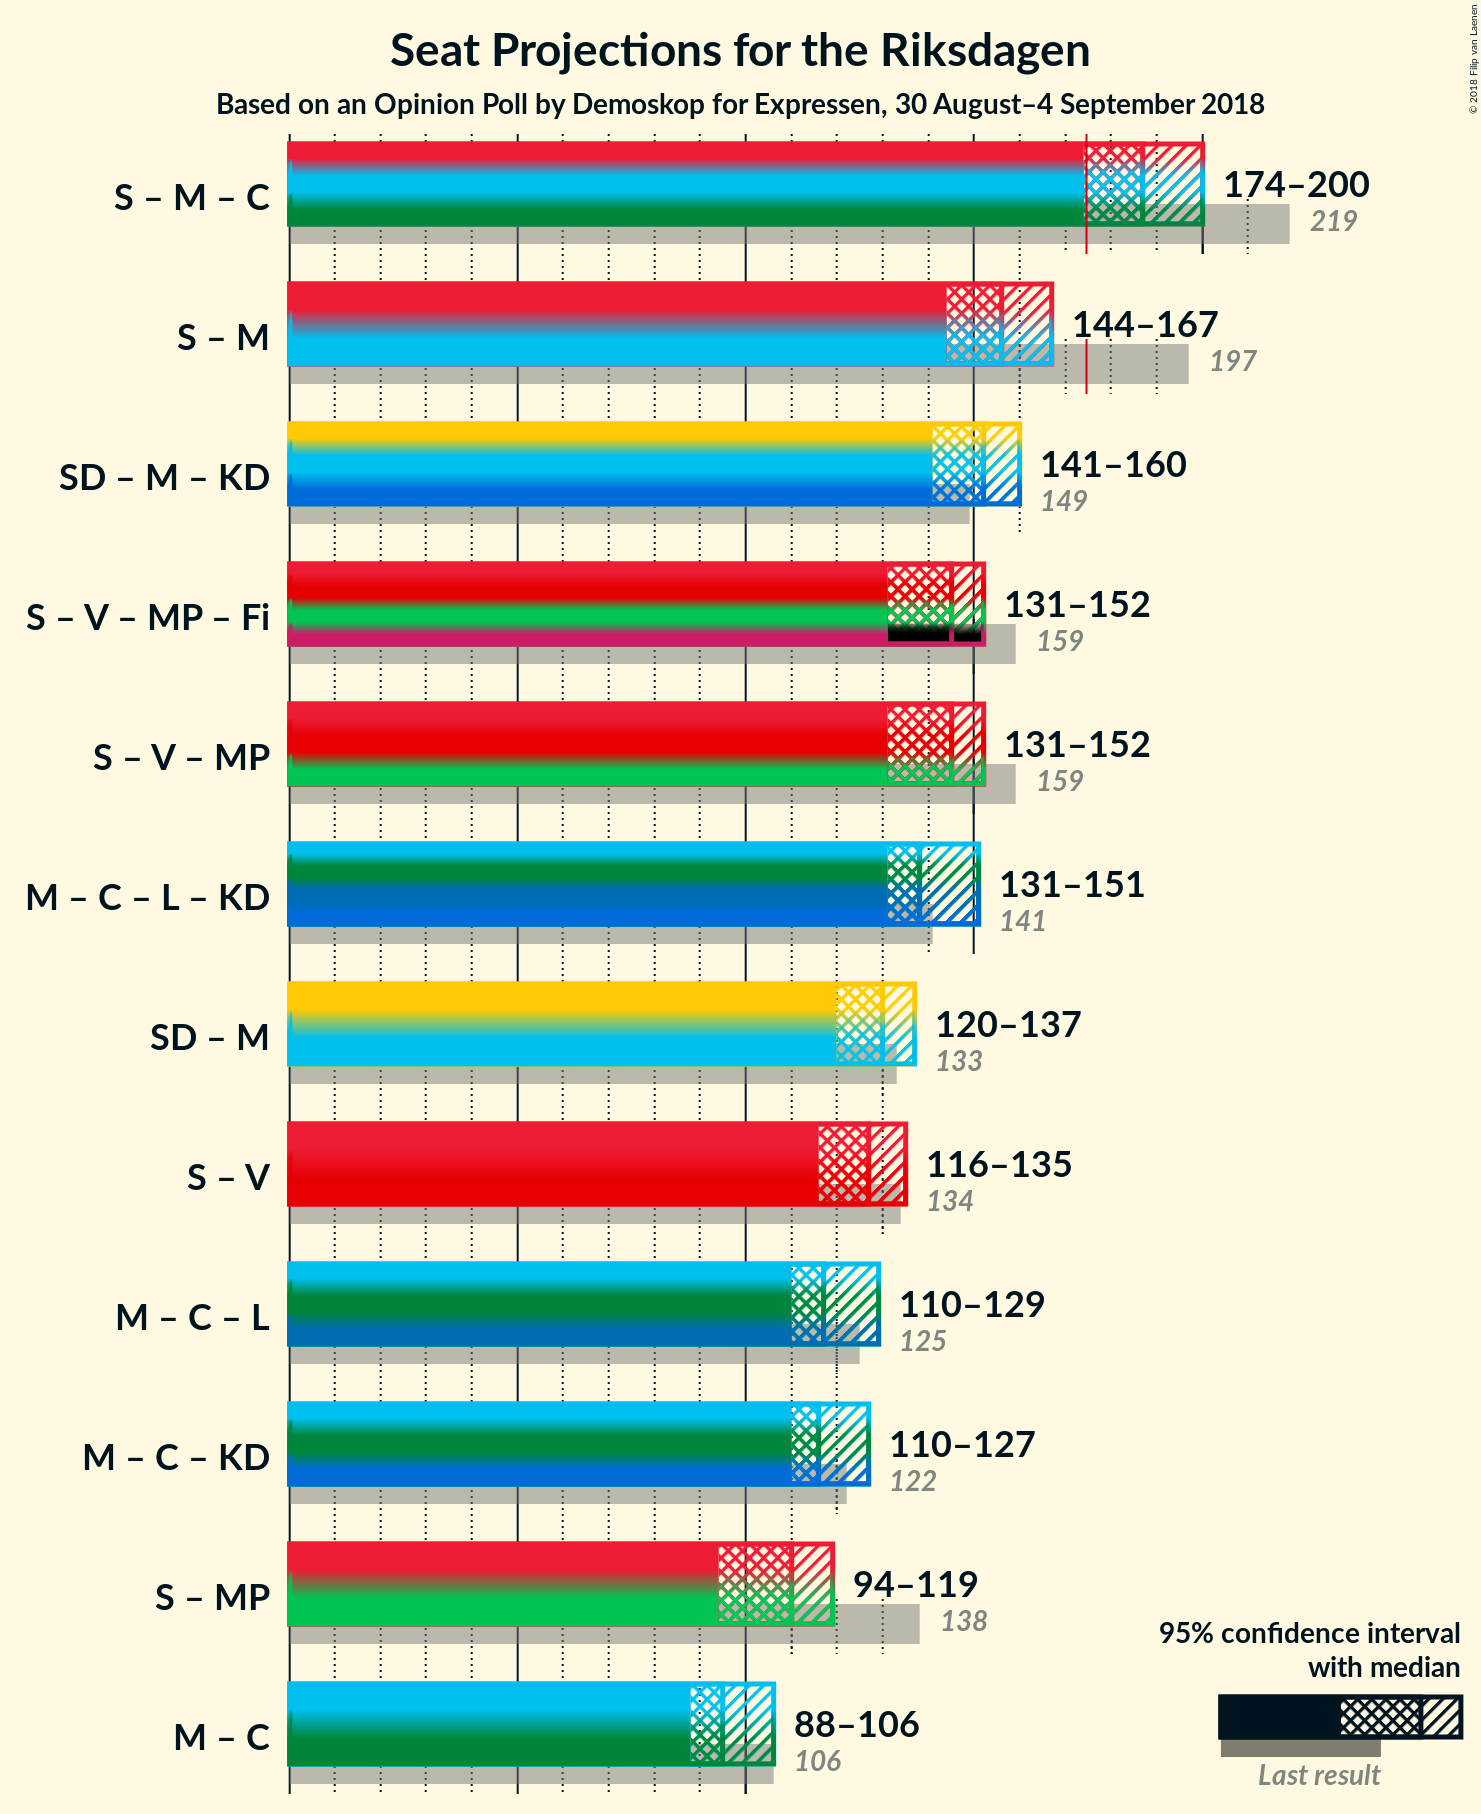 Seat Projections for the Riksdagen
Based on an Opinion Poll by Demoskop for Expressen, 30 August–4 September 2018
© 2018 Filip van Laenen
S – M – C
174–200
219
S – M
144–167
197
SD – M – KD
141–160
149
S – V – MP – Fi
131–152
159
S – V – MP
131–152
159
M – C – L – KD
131–151
141
SD – M
120–137
133
S – V
116–135
134
M – C – L
110–129
125
M – C – KD
110–127
122
S – MP
94–119
138
M – C
88–106
106
95% confidence interval
with median
Last result